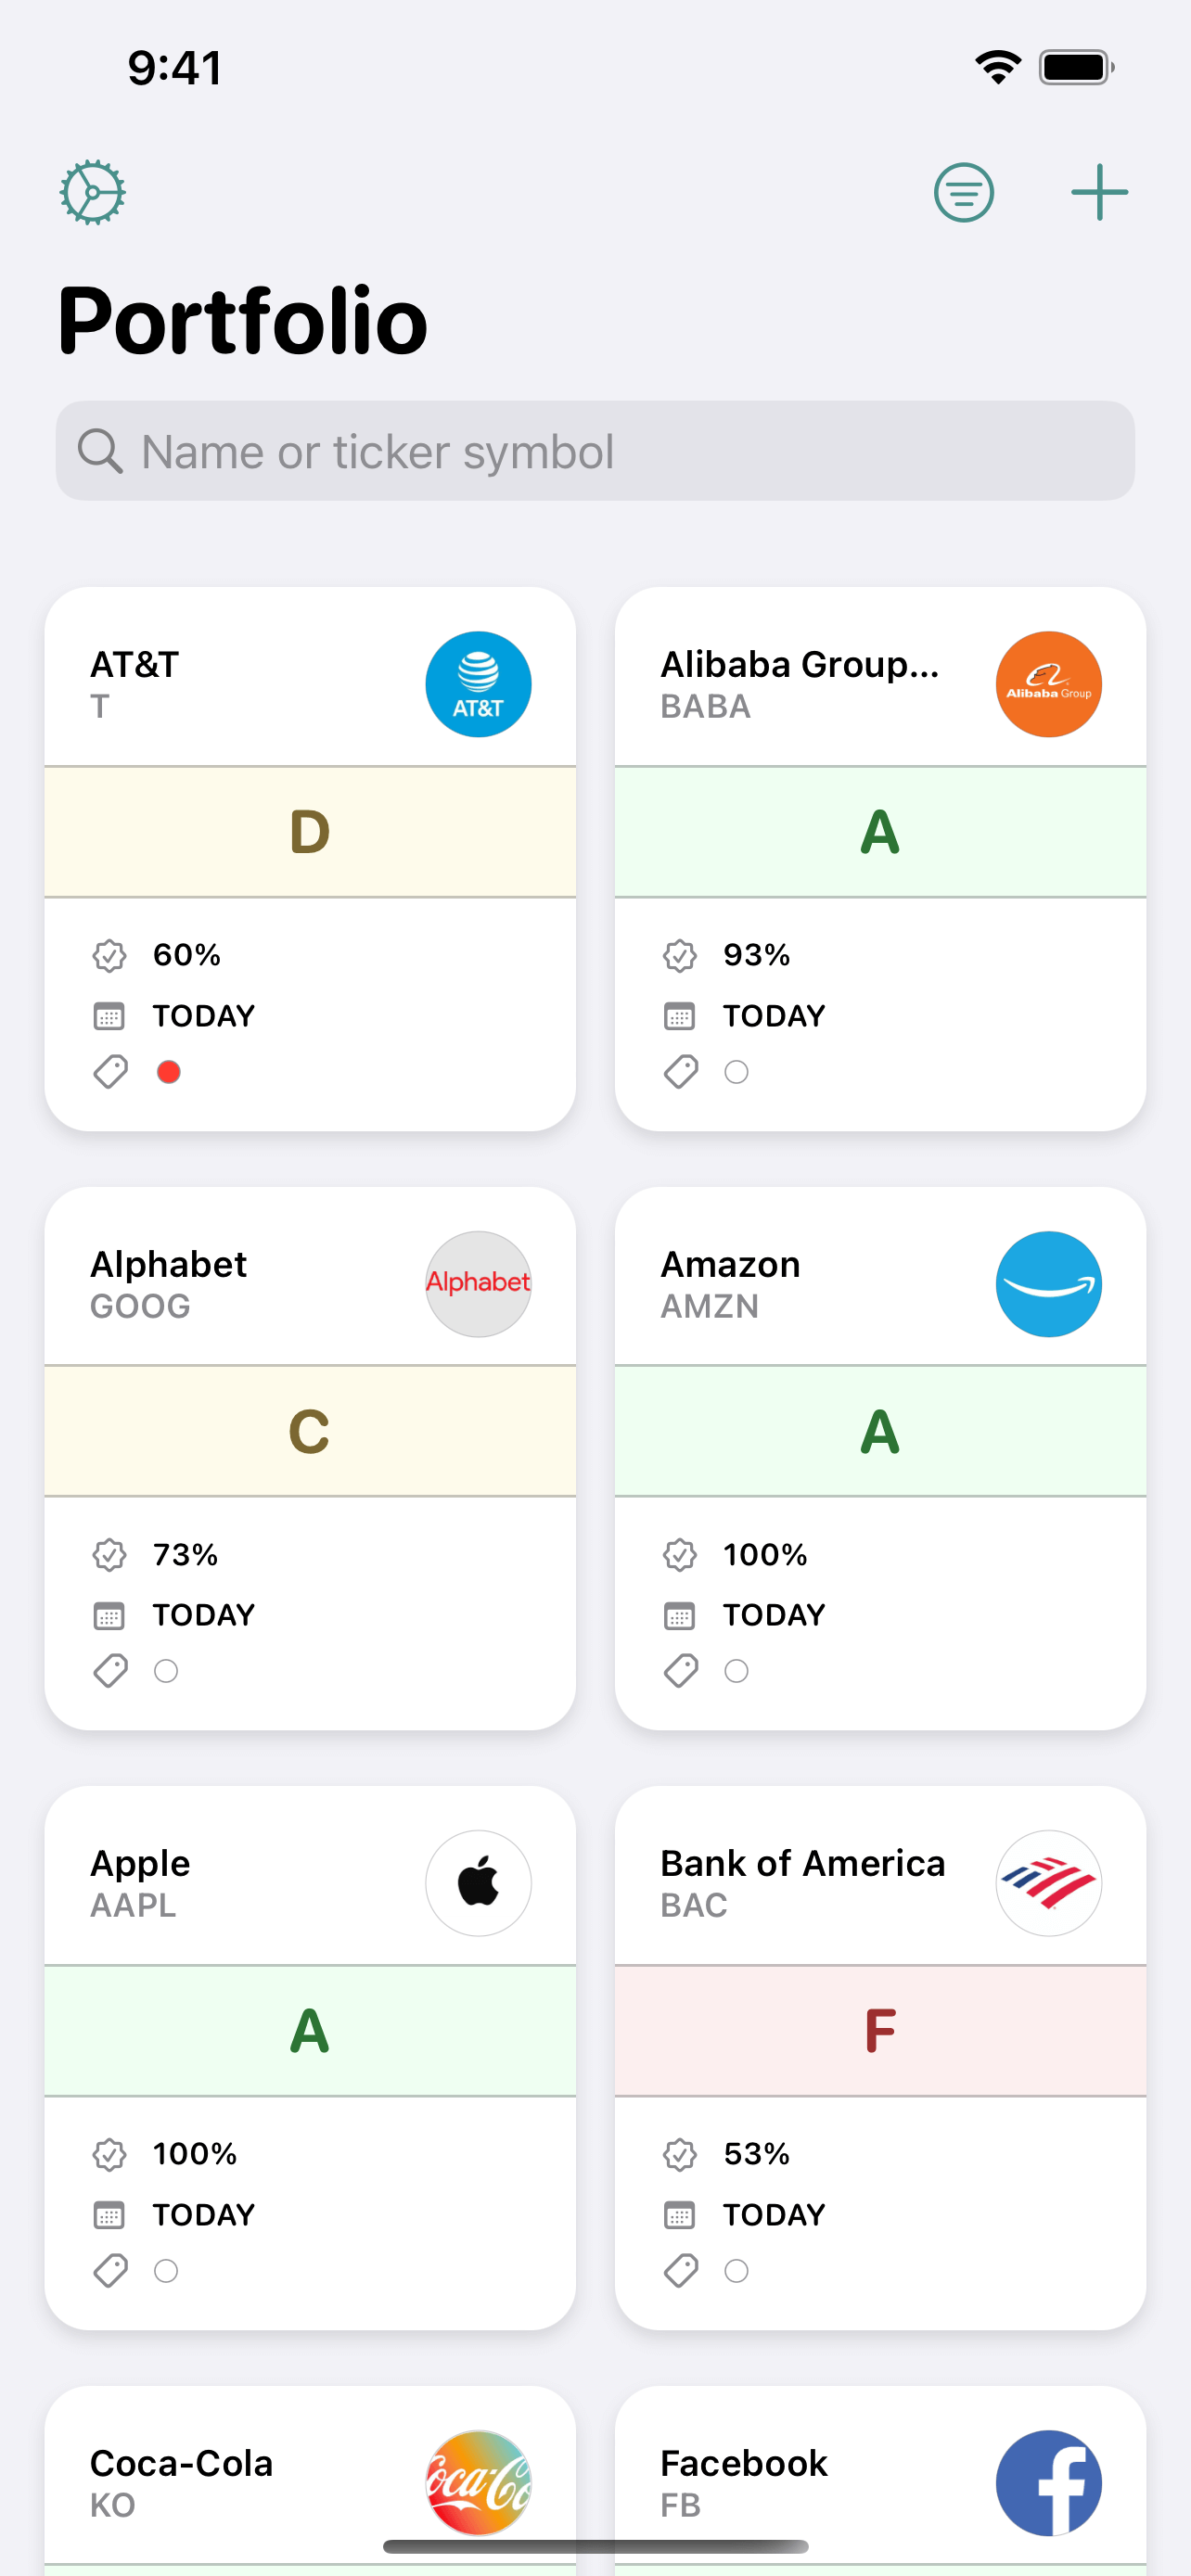 9:41
Portfolio
Name or ticker symbol
AT&T
T
AT&T
D
60%
TODAY
Alibaba Group...
BABA
Alibaba Group
A
93%
TODAY
Alphabet
GOOG
Alphabet
C
73%
TODAY
Amazon
AMZN
A
100%
TODAY
Apple
AAPL
A
100%
TODAY
Bank of America
BAC
F
53%
TODAY
Coca-Cola
KO
oca-Co
Facebook
FB
f